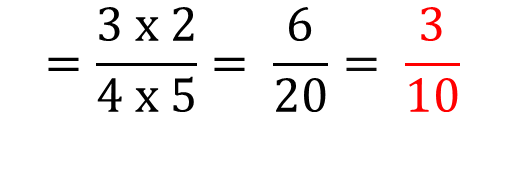 = 3 x 2 / 4 x 5 = 6 / 20 = 3 / 10